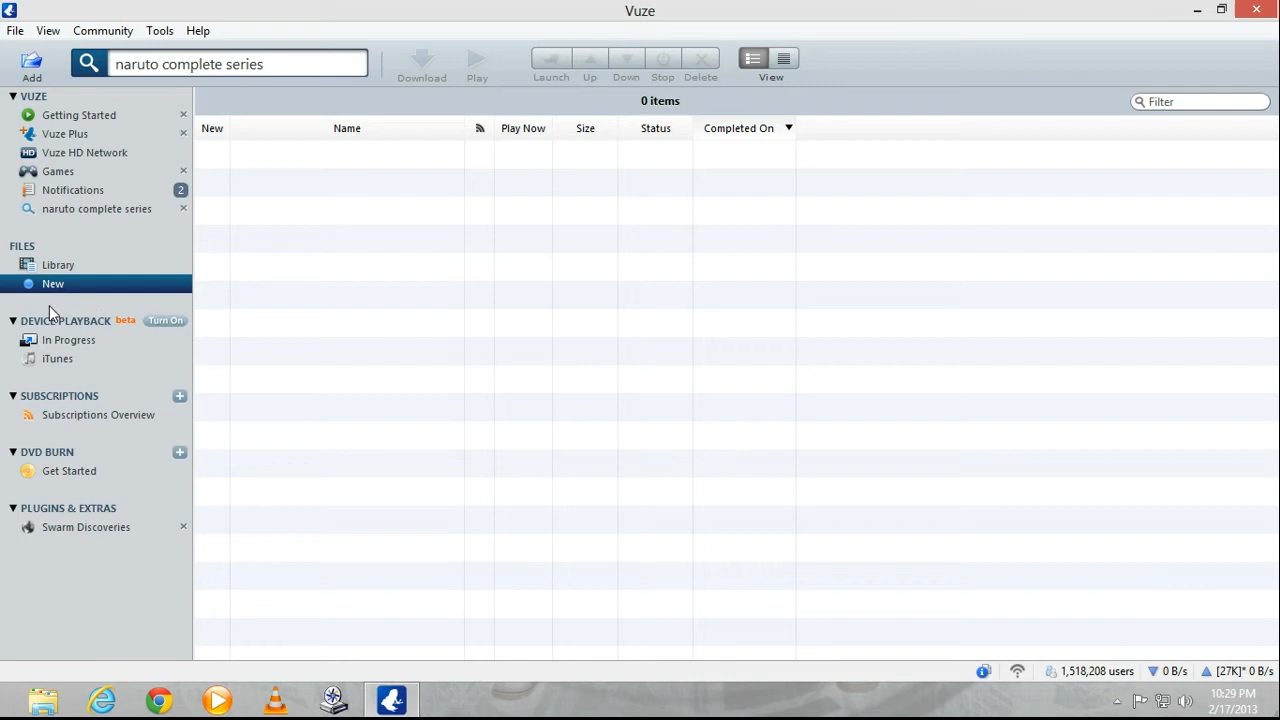 Vuze
File View Community Tools Help
Add naruto complete series Download Play Launch Up Down Stop Delete View
VUZE
Getting Started
Vuze Plus
HD Vuze HD Network
Games
Notifications 2
naruto complete series
FILES
Library
New
DEVICE PLAYBACK beta Turn On
In Progress
iTunes
SUBSCRIPTIONS
Subscriptions Overview
DVD BURN
Get Started
PLUGINS & EXTRAS
Swarm Discoveries
0 items Filter
New Name Play Now Size Status Completed On
1,518,208 users 0 B/s [27K]* 0 B/s
10:29 PM
2/17/2013